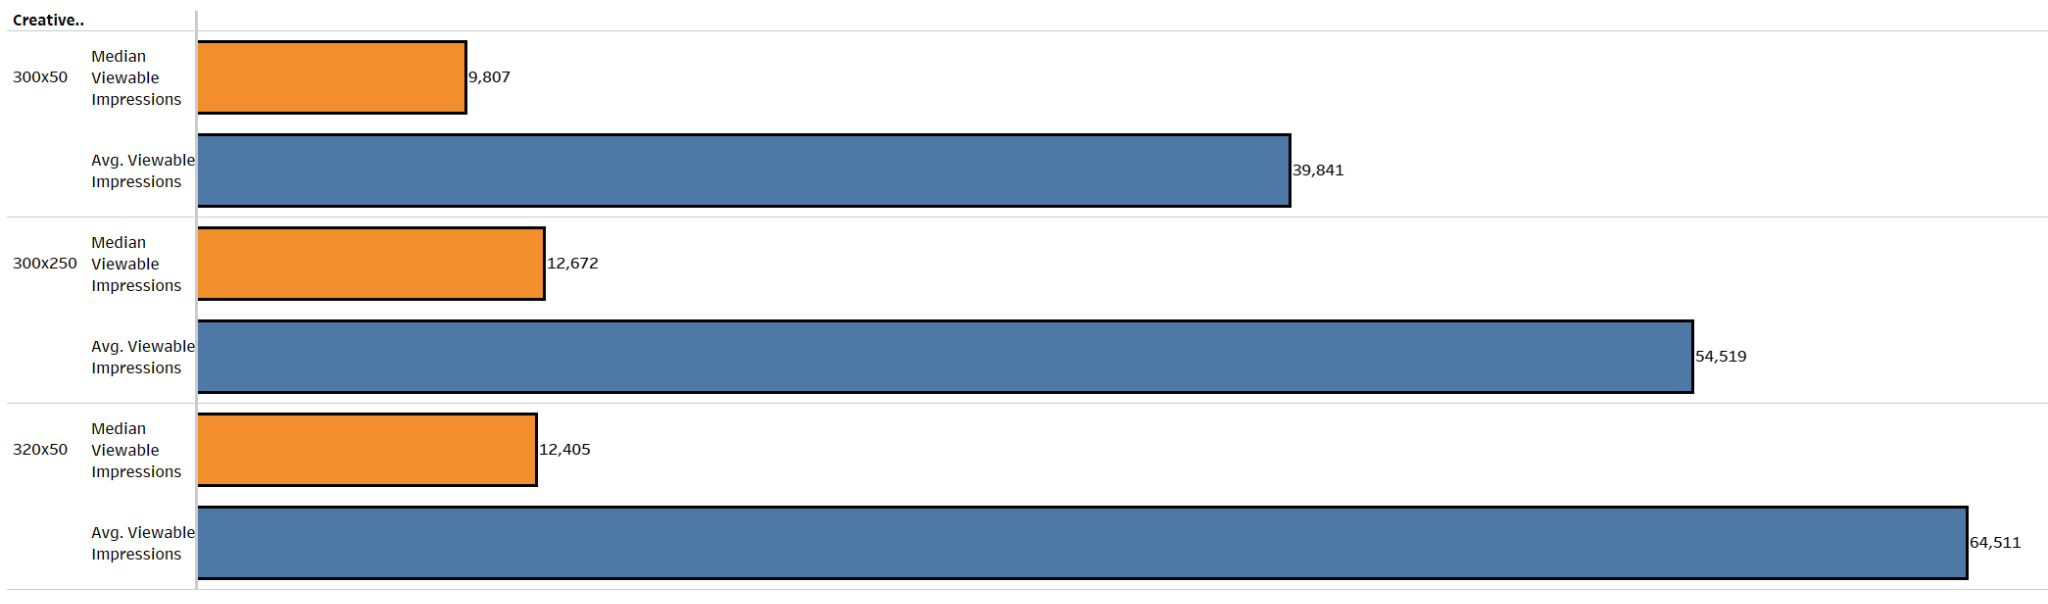 Creative..
300x50
Median
Viewable
Impressions
9,807
Avg. Viewable
Impressions
39,841
300x250
Median
Viewable
Impressions
12,672
Avg. Viewable
Impressions
54,519
320x50
Median
Viewable
Impressions
12,405
Avg. Viewable
Impressions
64,511